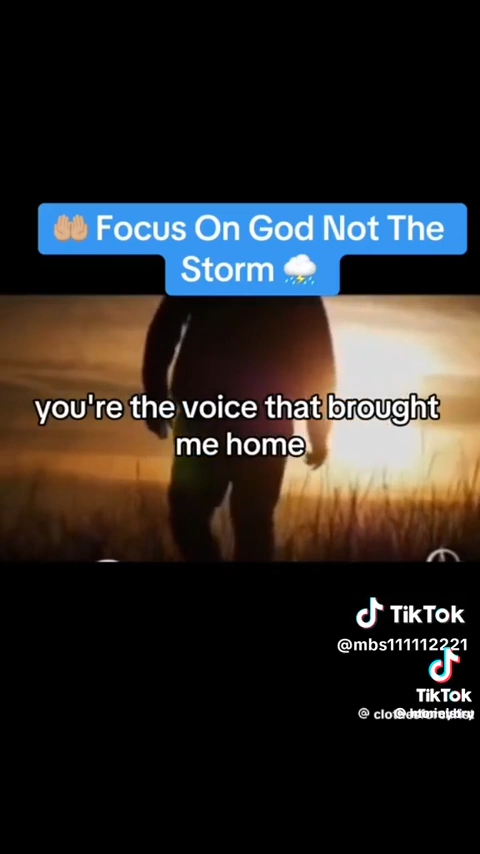 🤲🏼 Focus On God Not The
Storm ⛈️
you're the voice that brought
me home
TikTok
@mbs111112221
TikTok
@